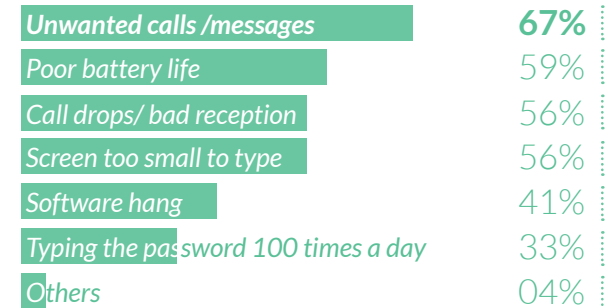 Unwanted calls /messages 67%
Poor battery life 59%
Call drops/ bad reception 56%
Screen too small to type 56%
Software hang 41%
Typing the password 100 times a day 33%
Others 04%